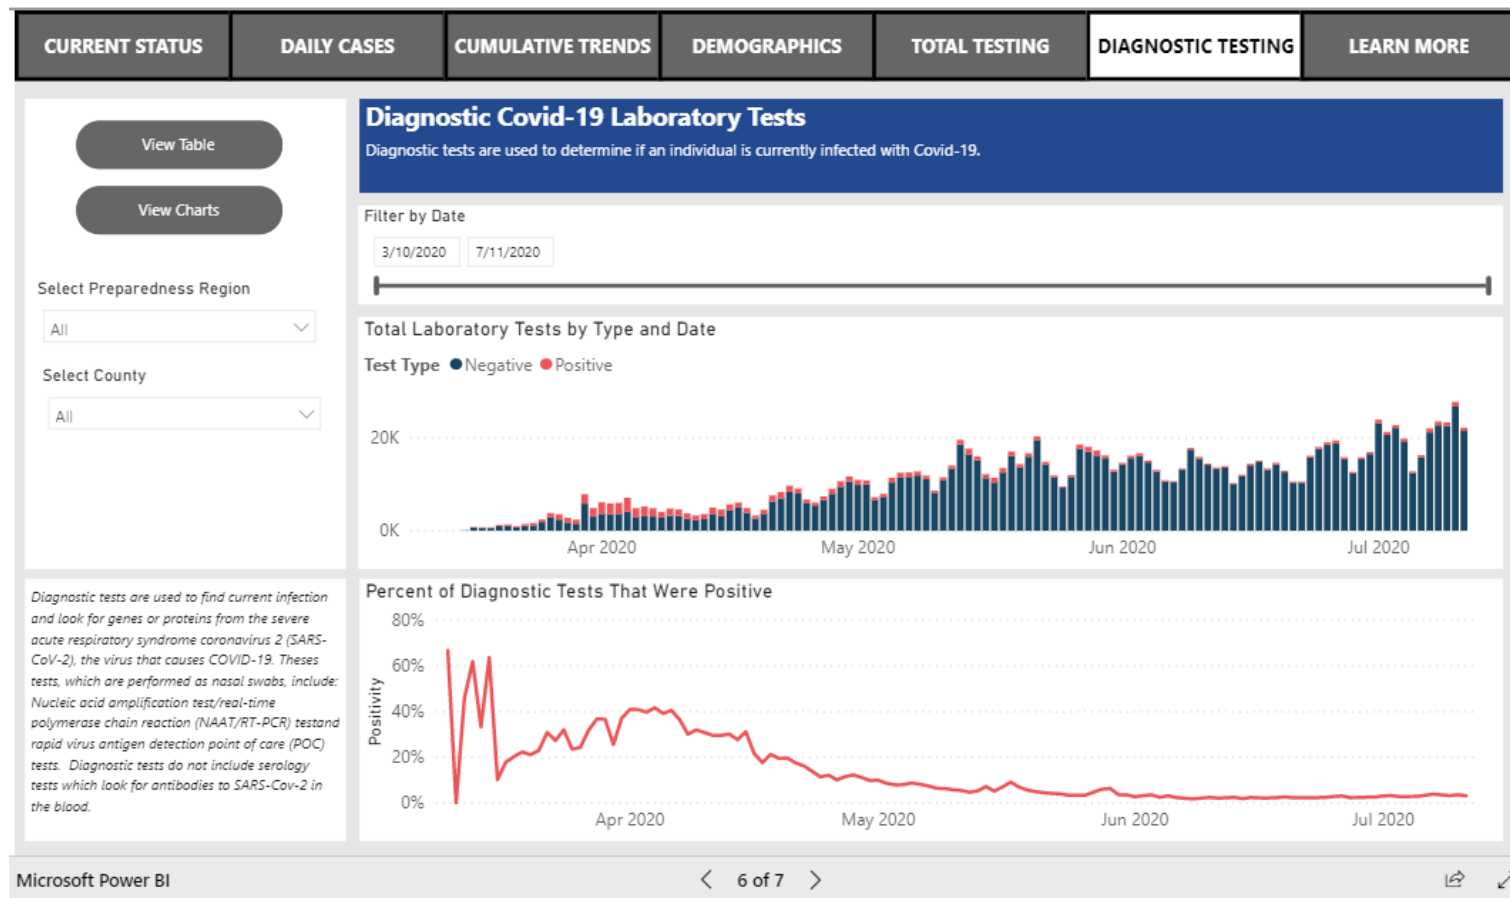 CURRENT STATUS
DAILY CASES
CUMULATIVE TRENDS
DEMOGRAPHICS
TOTAL TESTING
DIAGNOSTIC TESTING
LEARN MORE
View Table
View Charts
Select Preparedness Region
All
Select County
All
Diagnostic tests are used to find current infection
and look for genes or proteins from the severe
acute respiratory syndrome coronavirus 2 (SARS-
CoV-2), the virus that causes COVID-19. Theses
tests, which are performed as nasal swabs, include:
Nucleic acid amplification test/real-time
polymerase chain reaction (NAAT/RT-PCR) testand
rapid virus antigen detection point of care (POC)
tests. Diagnostic tests do not include serology
tests which look for antibodies to SARS-Cov-2 in
the blood.
Diagnostic Covid-19 Laboratory Tests
Diagnostic tests are used to determine if an individual is currently infected with Covid-19.
Filter by Date
3/10/2020 7/11/2020
Total Laboratory Tests by Type and Date
Test Type Negative Positive
20K
0K
Apr 2020 May 2020 Jun 2020 Jul 2020
Percent of Diagnostic Tests That Were Positive
Positivity
80%
60%
40%
20%
0%
Apr 2020 May 2020 Jun 2020 Jul 2020
Microsoft Power BI
6 of 7